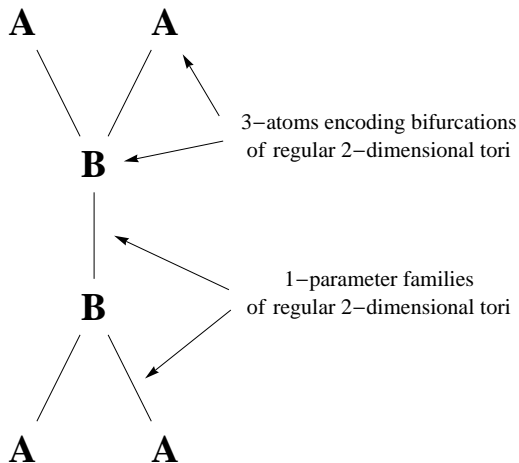 A A
3−atoms encoding bifurcations
of regular 2−dimensional tori
B
1−parameter families
of regular 2−dimensional tori
B
A A